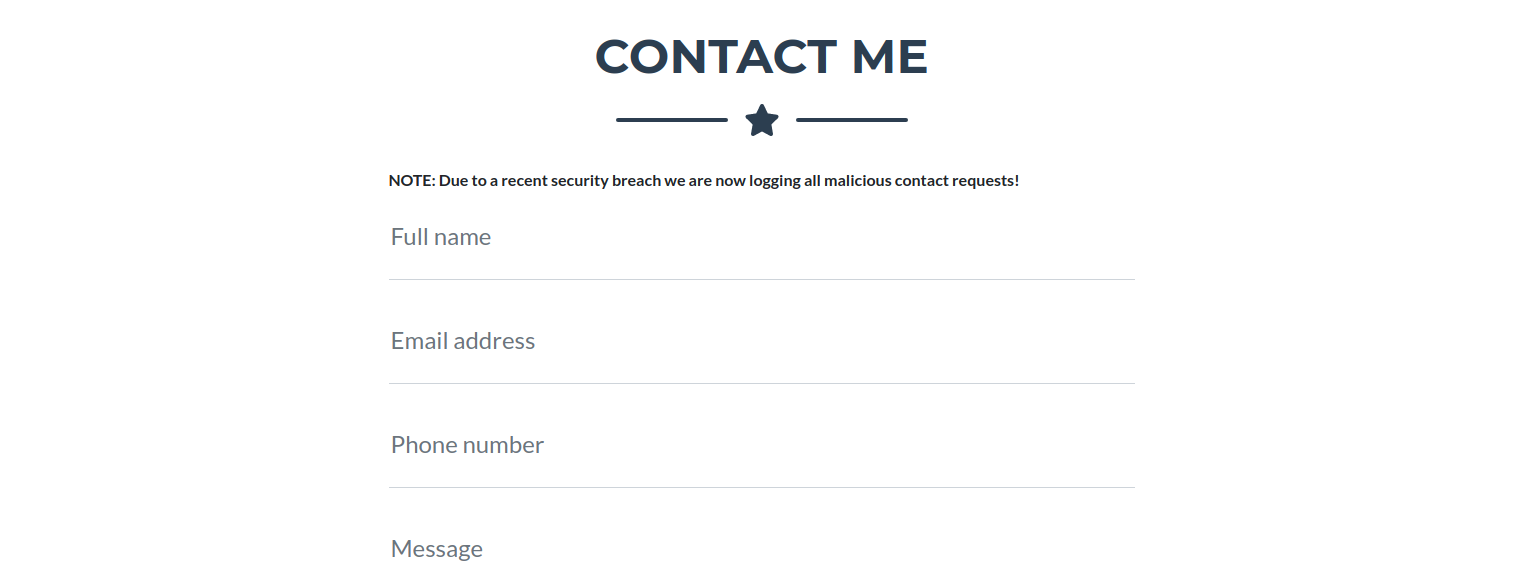 CONTACT ME
NOTE: Due to a recent security breach we are now logging all malicious contact requests!
Full name
Email address
Phone number
Message